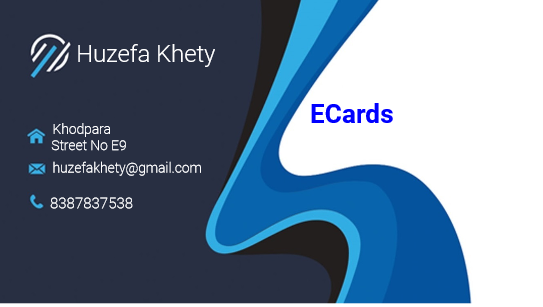 Huzefa Khety
ECards
Khodpara
Street No E9
huzefakhety@gmail.com
8387837538